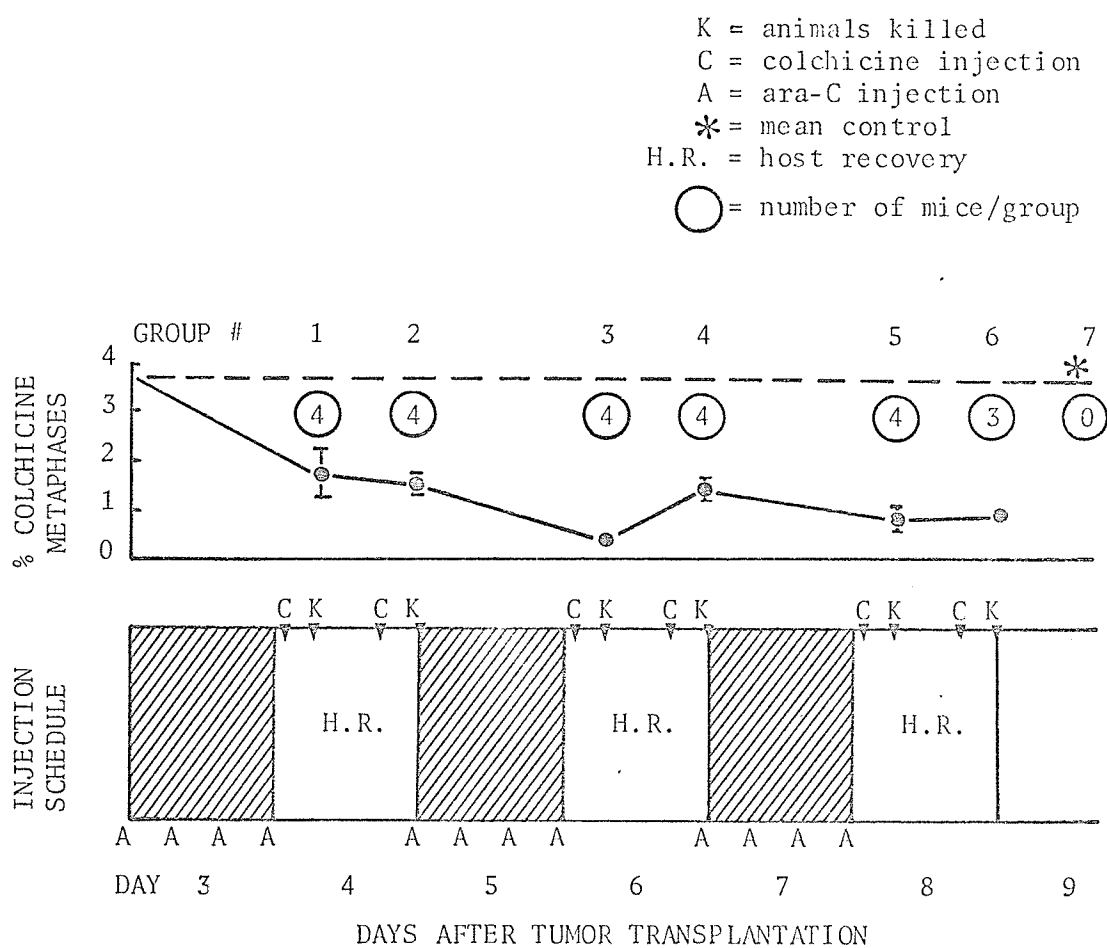 K = animals killed
C = colchicine injection
A = ara-C injection
* = mean control
H.R. = host recovery
= number of mice/group
GROUP # 1 2 3 4 5 6 7
*
% COLCHICINE METAPHASES
4
3
2
1
0
4 4 4 4 4 3 0
C K C K C K C K C K C K
INJECTION SCHEDULE
H.R. H.R. H.R.
A A A A A A A A A A A A
DAY 3 4 5 6 7 8 9
DAYS AFTER TUMOR TRANSPLANTATION